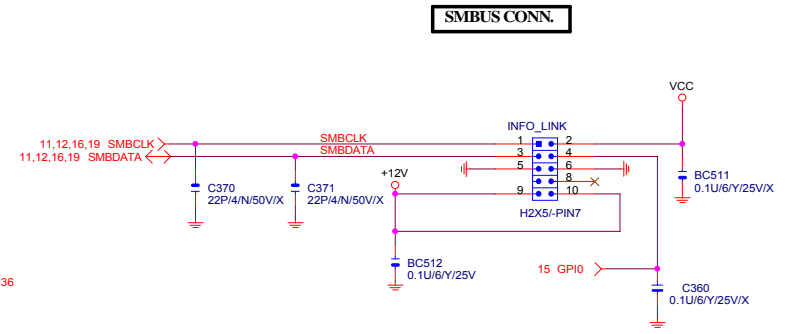 SMBUS CONN.
VCC
INFO_LINK
11,12,16,19 SMBCLK
SMBCLK
1 2
11,12,16,19 SMBDATA
SMBDATA
3 4
5 6
8
+12V
9 10
C370
22P/4/N/50V/X
C371
22P/4/N/50V/X
BC511
0.1U/6/Y/25V/X
H2X5/-PIN7
BC512
0.1U/6/Y/25V
15 GPI0
36
C360
0.1U/6/Y/25V/X